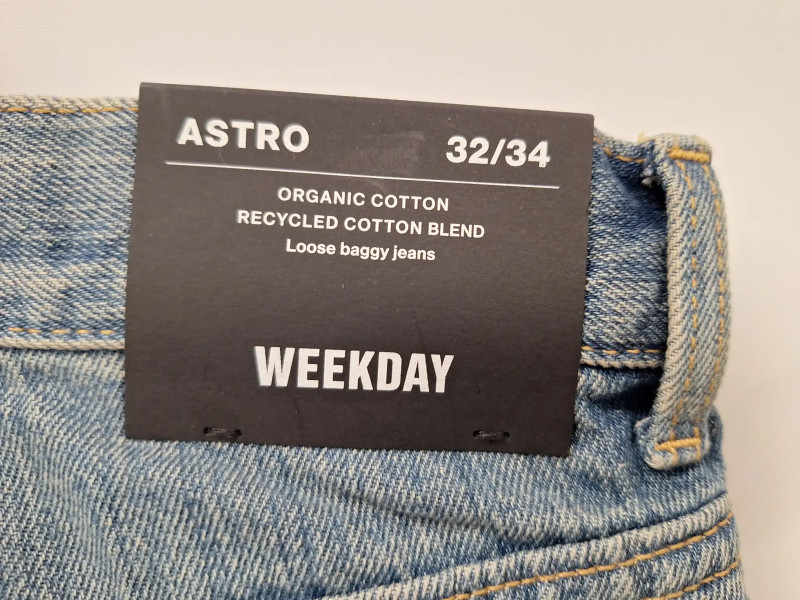 ASTRO 32/34
ORGANIC COTTON
RECYCLED COTTON BLEND
Loose baggy jeans
WEEKDAY